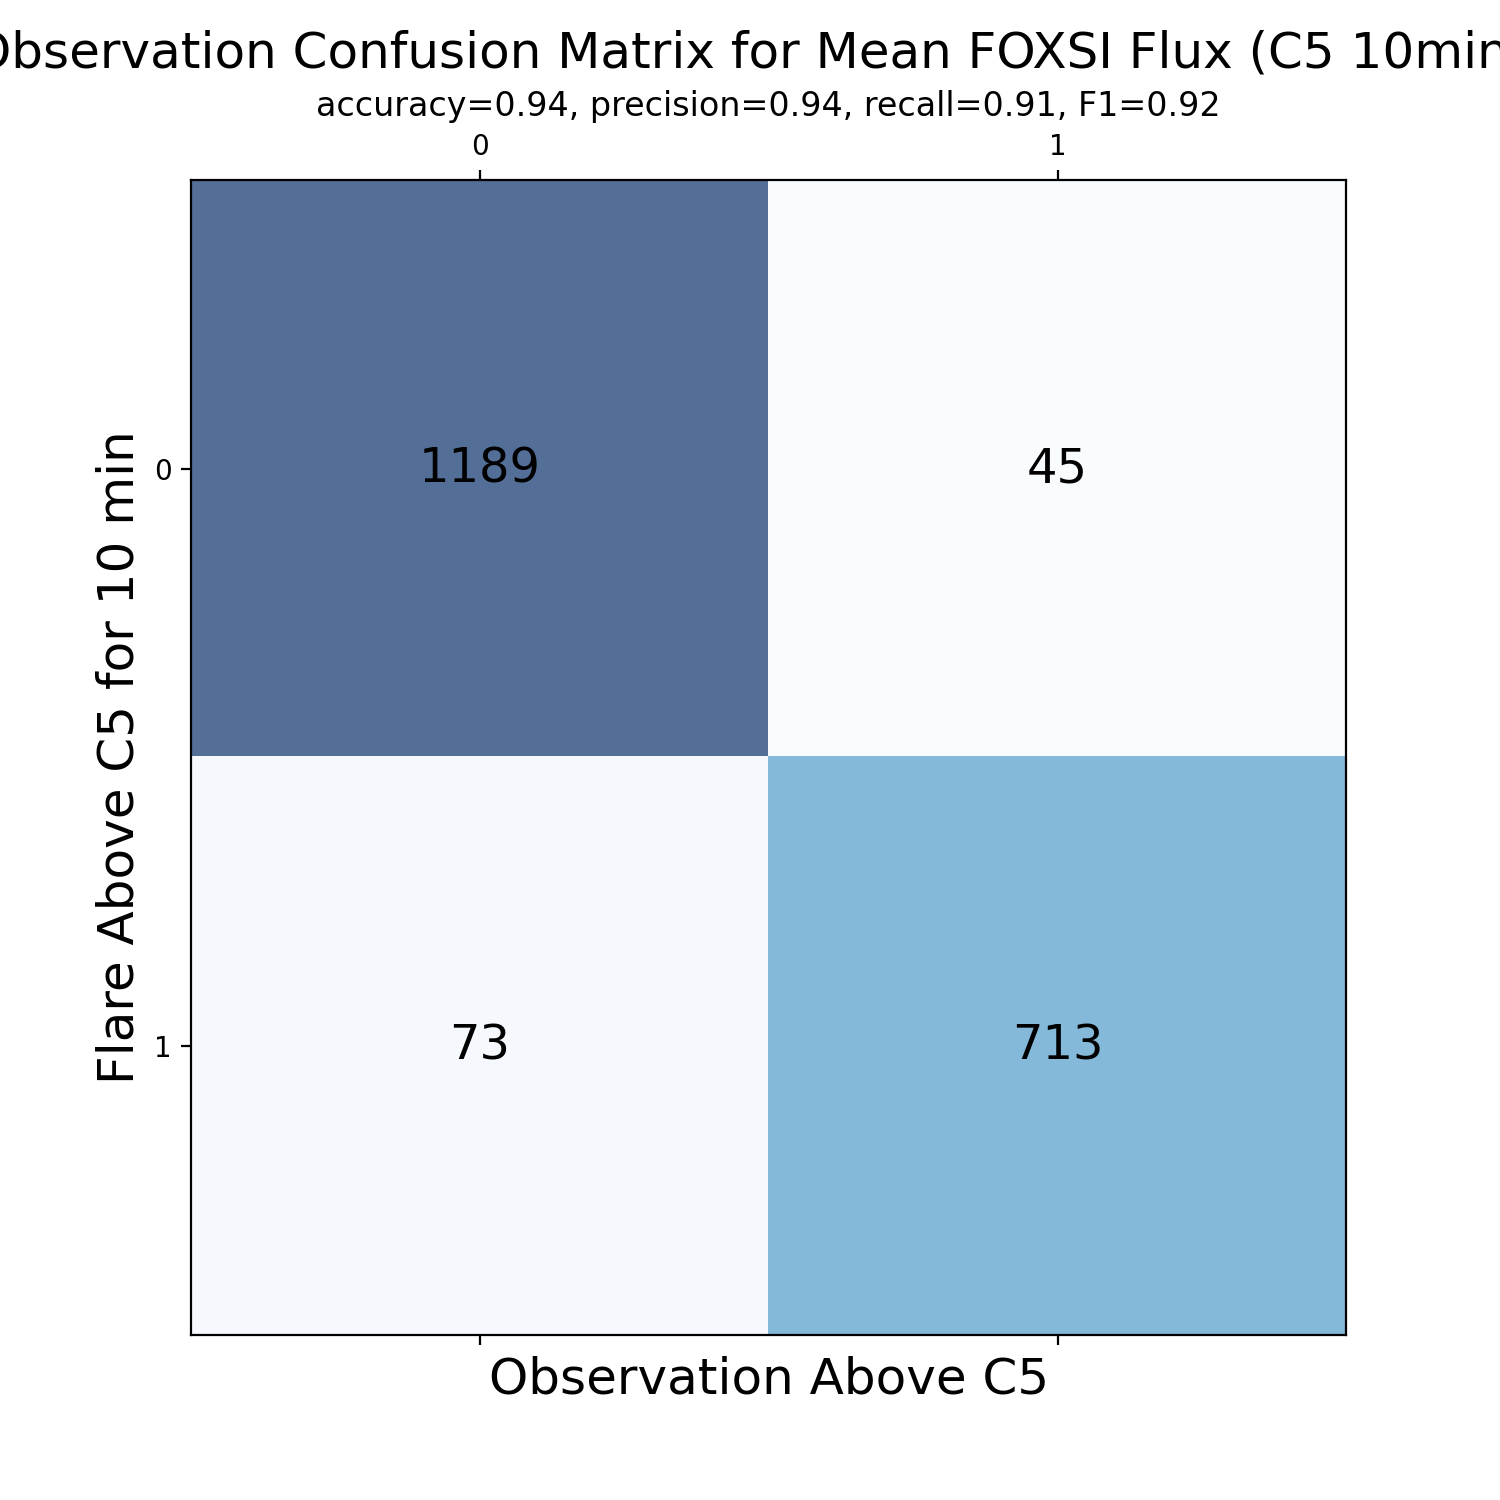 Observation Confusion Matrix for Mean FOXSI Flux (C5 10min
accuracy=0.94, precision=0.94, recall=0.91, F1=0.92
0 1
Flare Above C5 for 10 min
0
1189 45
1
73 713
Observation Above C5